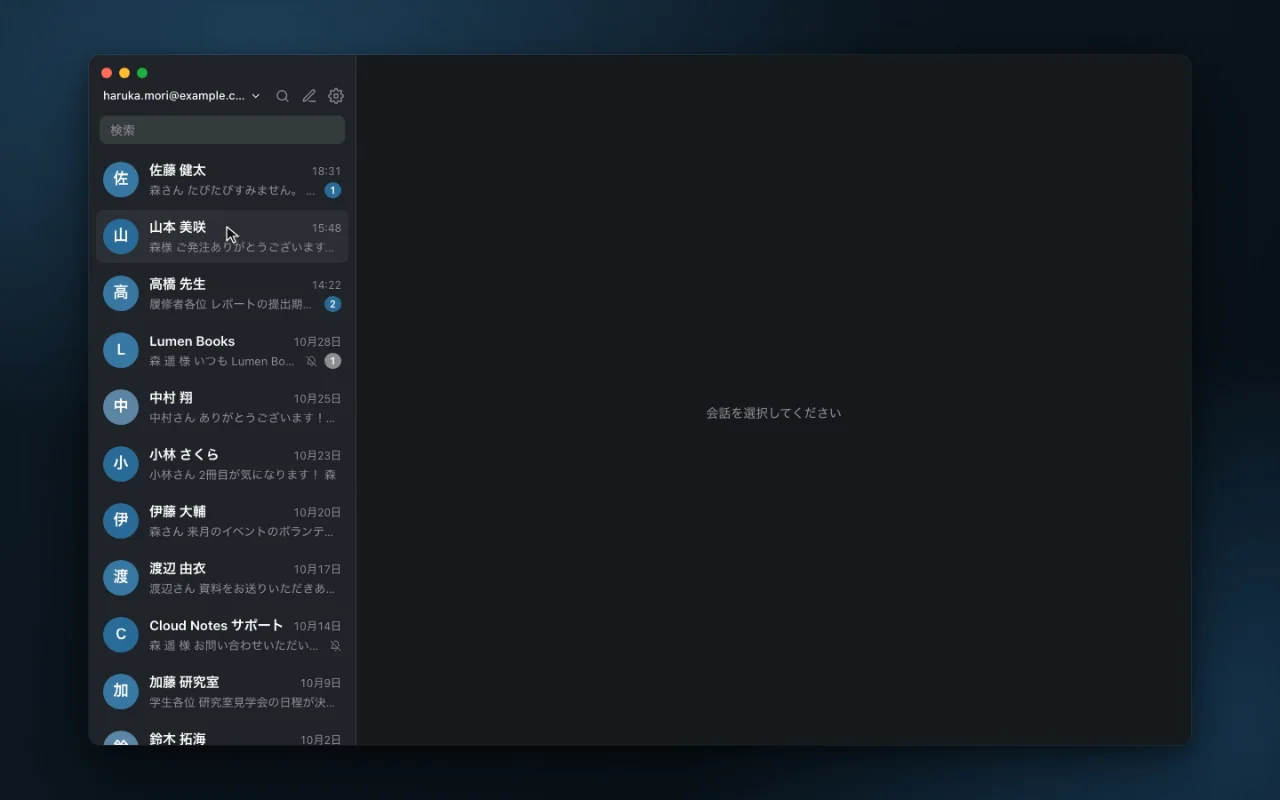 haruka.mori@example.c...
検索
佐
佐藤 健太
18:31
森さん たびたびすみません。 ...
1
山
山本 美咲
15:48
森様 ご発注ありがとうございます...
高
高橋 先生
14:22
履修者各位 レポートの提出期...
2
L
Lumen Books
10月28日
森 遥 様 いつも Lumen Bo...
1
中
中村 翔
10月25日
中村さん ありがとうございます！...
小
小林 さくら
10月23日
小林さん 2冊目が気になります！ 森
伊
伊藤 大輔
10月20日
森さん 来月のイベントのボランテ...
渡
渡辺 由衣
10月17日
渡辺さん 資料をお送りいただきあ...
C
Cloud Notes サポート
10月14日
森 遥 様 お問い合わせいただい...
加
加藤 研究室
10月9日
学生各位 研究室見学会の日程が決...
鈴木 拓海
10月2日
会話を選択してください